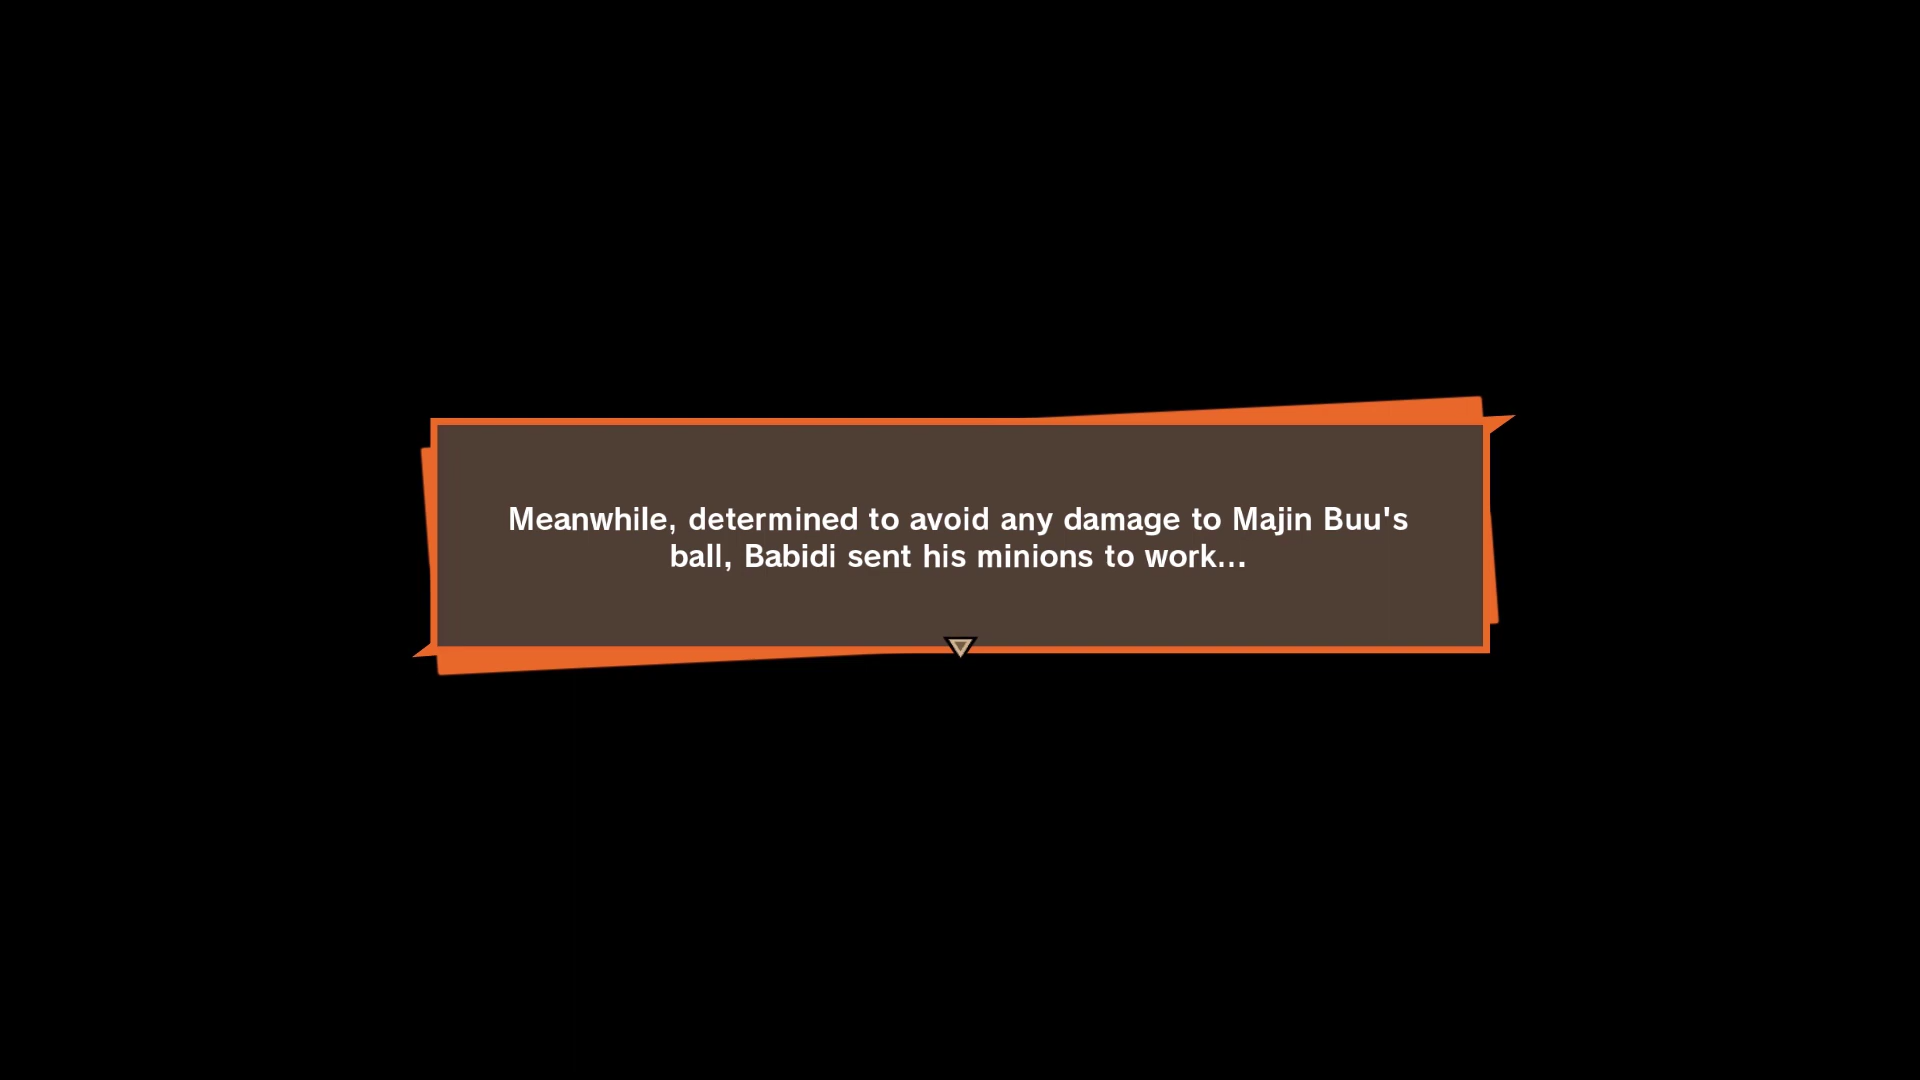 Meanwhile, determined to avoid any damage to Majin Buu's
ball, Babidi sent his minions to work...